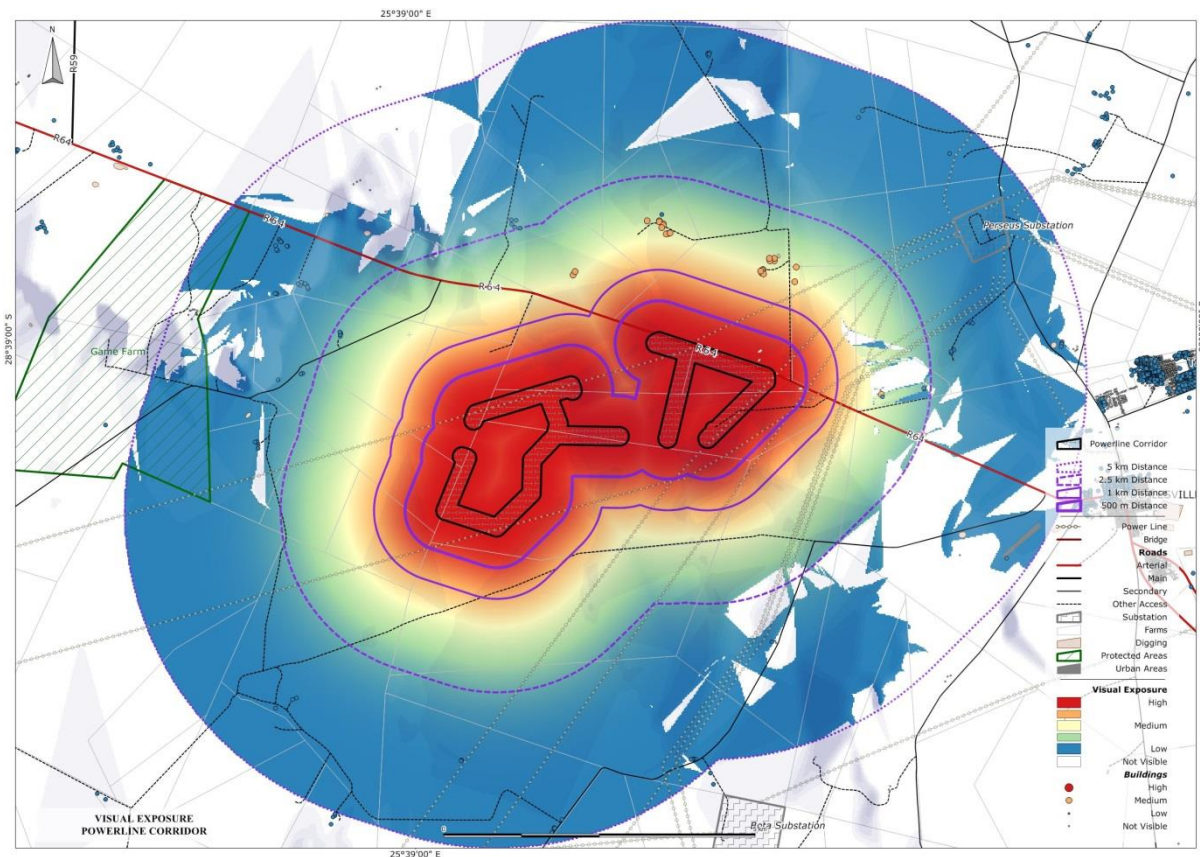 25°39'00" E
N
R59
R64
R64
Perseus Substation
28°39'00" S
R64
Game Farm
R64
R64
Powerline Corridor
5 km Distance
2.5 km Distance
1 km Distance
500 m Distance
Power Line
Bridge
Roads
Arterial
Main
Secondary
Other Access
Substation
Farms
Digging
Protected Areas
Urban Areas
Visual Exposure
High
Medium
Low
Not Visible
Buildings
High
Medium
Low
Not Visible
VISUAL EXPOSURE
POWERLINE CORRIDOR
0
Beta Substation
25°39'00" E